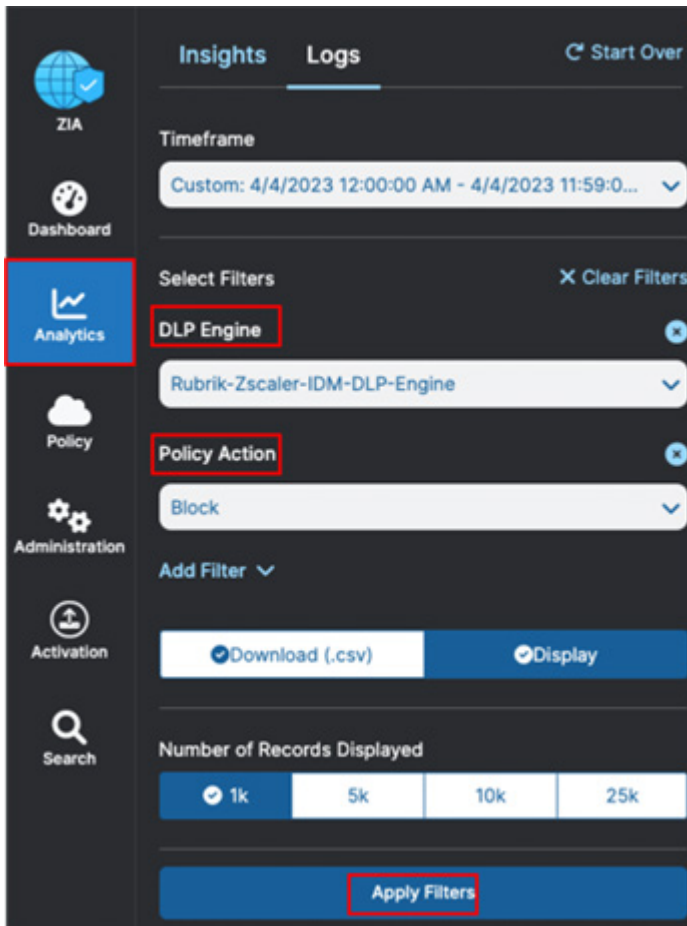 ZIA
Dashboard
Analytics
Policy
Administration
Activation
Search
Insights Logs Start Over
Timeframe
Custom: 4/4/2023 12:00:00 AM - 4/4/2023 11:59:0...
Select Filters Clear Filters
DLP Engine
Rubrik-Zscaler-IDM-DLP-Engine
Policy Action
Block
Add Filter
Download (.csv) Display
Number of Records Displayed
1k 5k 10k 25k
Apply Filters